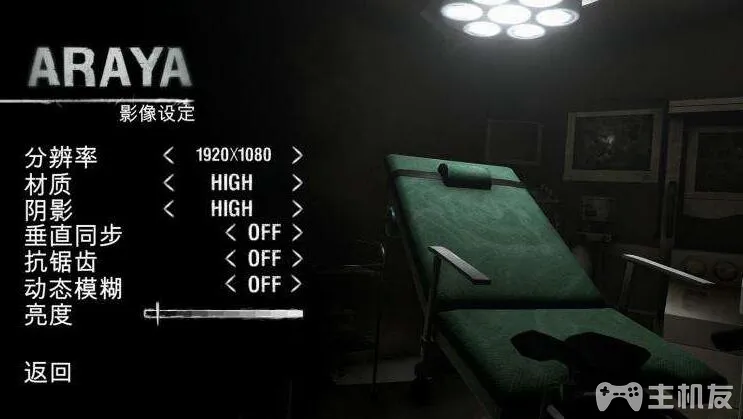 ARAYA
影像设定
分辨率 < 1920X1080 >
材质 < HIGH >
阴影 < HIGH >
垂直同步 < OFF >
抗锯齿 < OFF >
动态模糊 < OFF >
亮度
返回
主机友